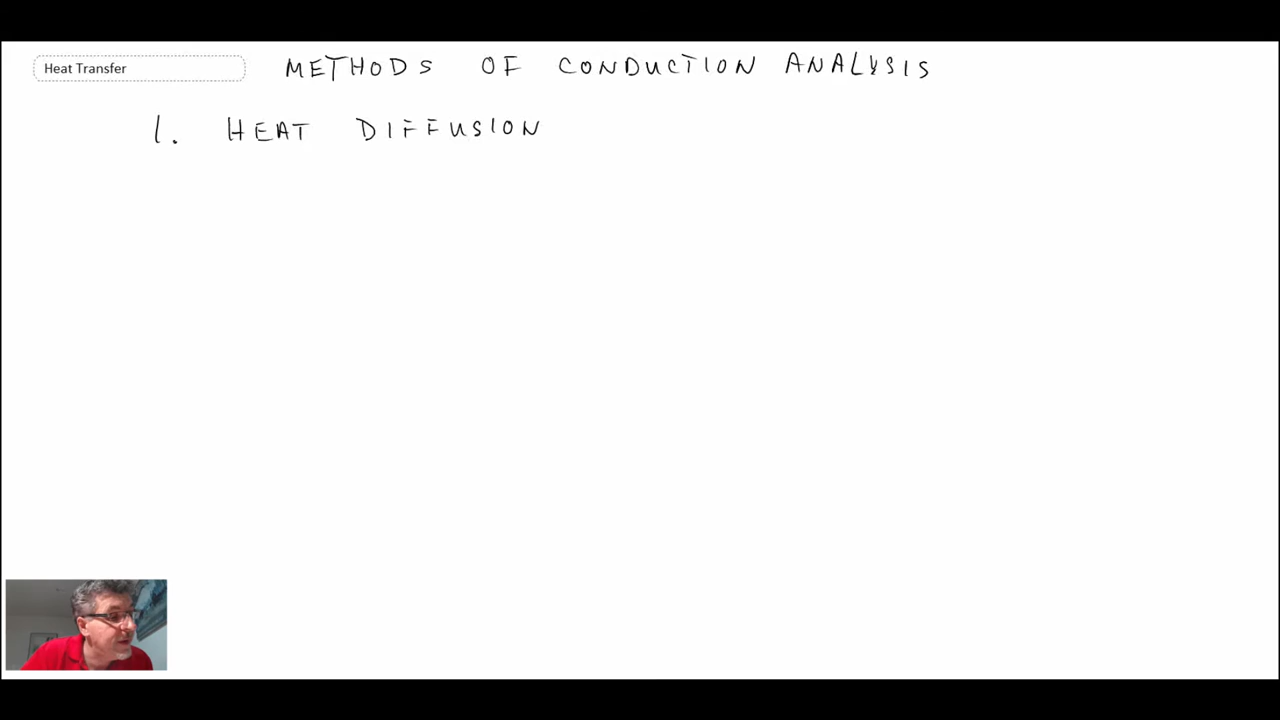 Heat Transfer
METHODS OF CONDUCTION ANALYSIS
1. HEAT DIFFUSION